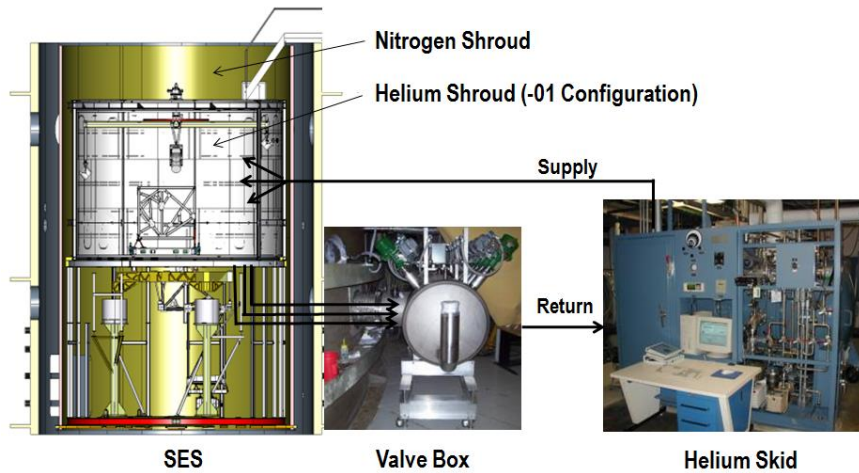 Nitrogen Shroud
Helium Shroud (-01 Configuration)
Supply
Return
SES
Valve Box
Helium Skid